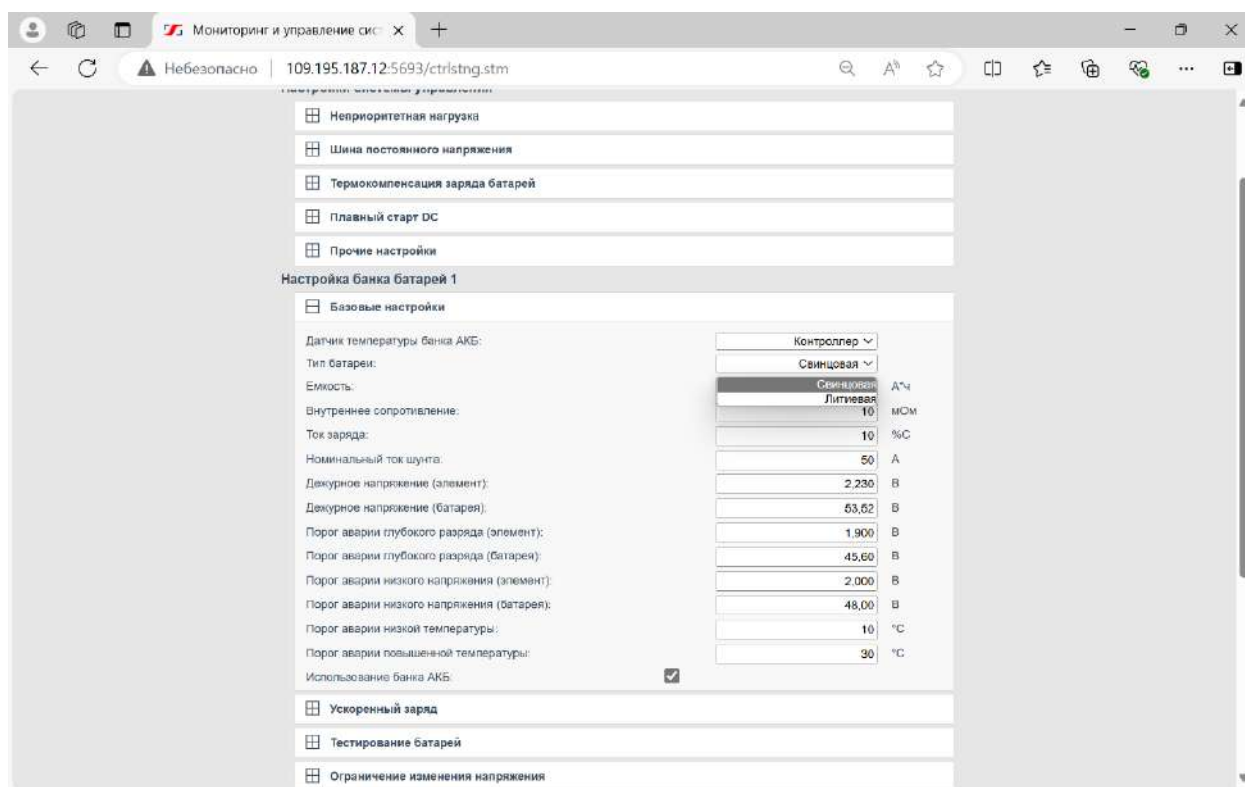 Мониторинг и управление сис
Небезопасно 109.195.187.12:5693/ctrlstng.stm
Настройки системы управления
Неприоритетная нагрузка
Шина постоянного напряжения
Термокомпенсация заряда батарей
Плавный старт DC
Прочие настройки
Настройка банка батарей 1
Базовые настройки
Датчик температуры банка АКБ: Контроллер
Тип батареи: Свинцовая
Емкость: Свинцовая А*ч
Литиевая
Внутреннее сопротивление: 10 мОм
Ток заряда: 10 %C
Номинальный ток шунта: 50 А
Дежурное напряжение (элемент): 2,230 В
Дежурное напряжение (батарея): 53,52 В
Порог аварии глубокого разряда (элемент): 1,900 В
Порог аварии глубокого разряда (батарея): 45,60 В
Порог аварии низкого напряжения (элемент): 2,000 В
Порог аварии низкого напряжения (батарея): 48,00 В
Порог аварии низкой температуры: 10 °C
Порог аварии повышенной температуры: 30 °C
Использование банка АКБ:
Ускоренный заряд
Тестирование батарей
Ограничение изменения напряжения